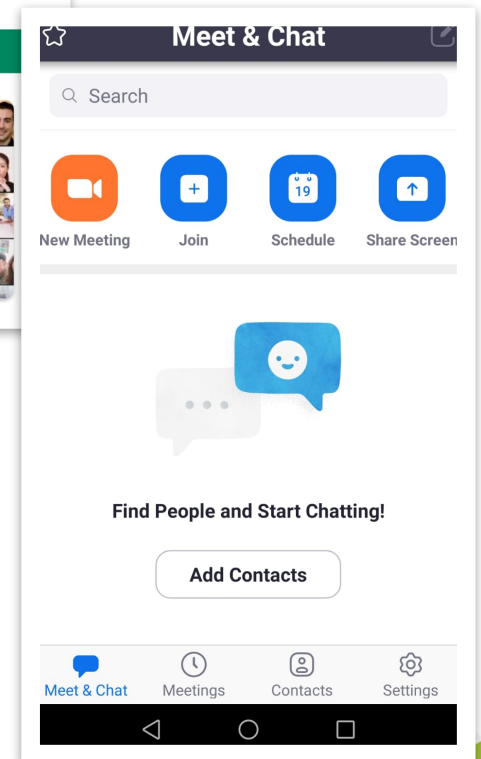 Meet & Chat
Search
19
New Meeting Join Schedule Share Screen
Find People and Start Chatting!
Add Contacts
Meet & Chat Meetings Contacts Settings